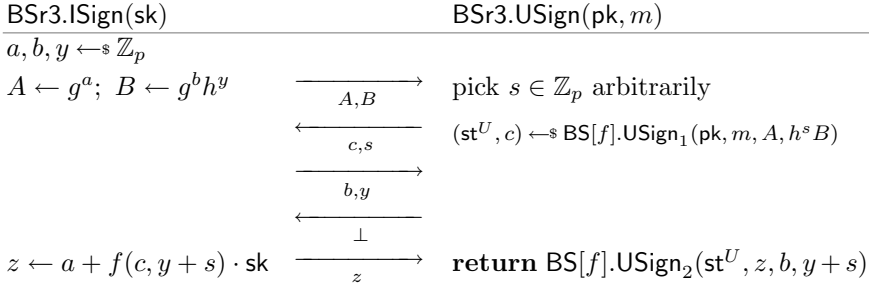 BSr3.ISign(sk) BSr3.USign(pk, m)
a, b, y ←$ ℤp
A ← g^a; B ← g^b h^y A,B pick s ∈ ℤp arbitrarily
c,s (st^U, c) ←$ BS[f].USign₁(pk, m, A, h^s B)
b,y
⊥
z ← a + f(c, y + s) · sk z return BS[f].USign₂(st^U, z, b, y + s)